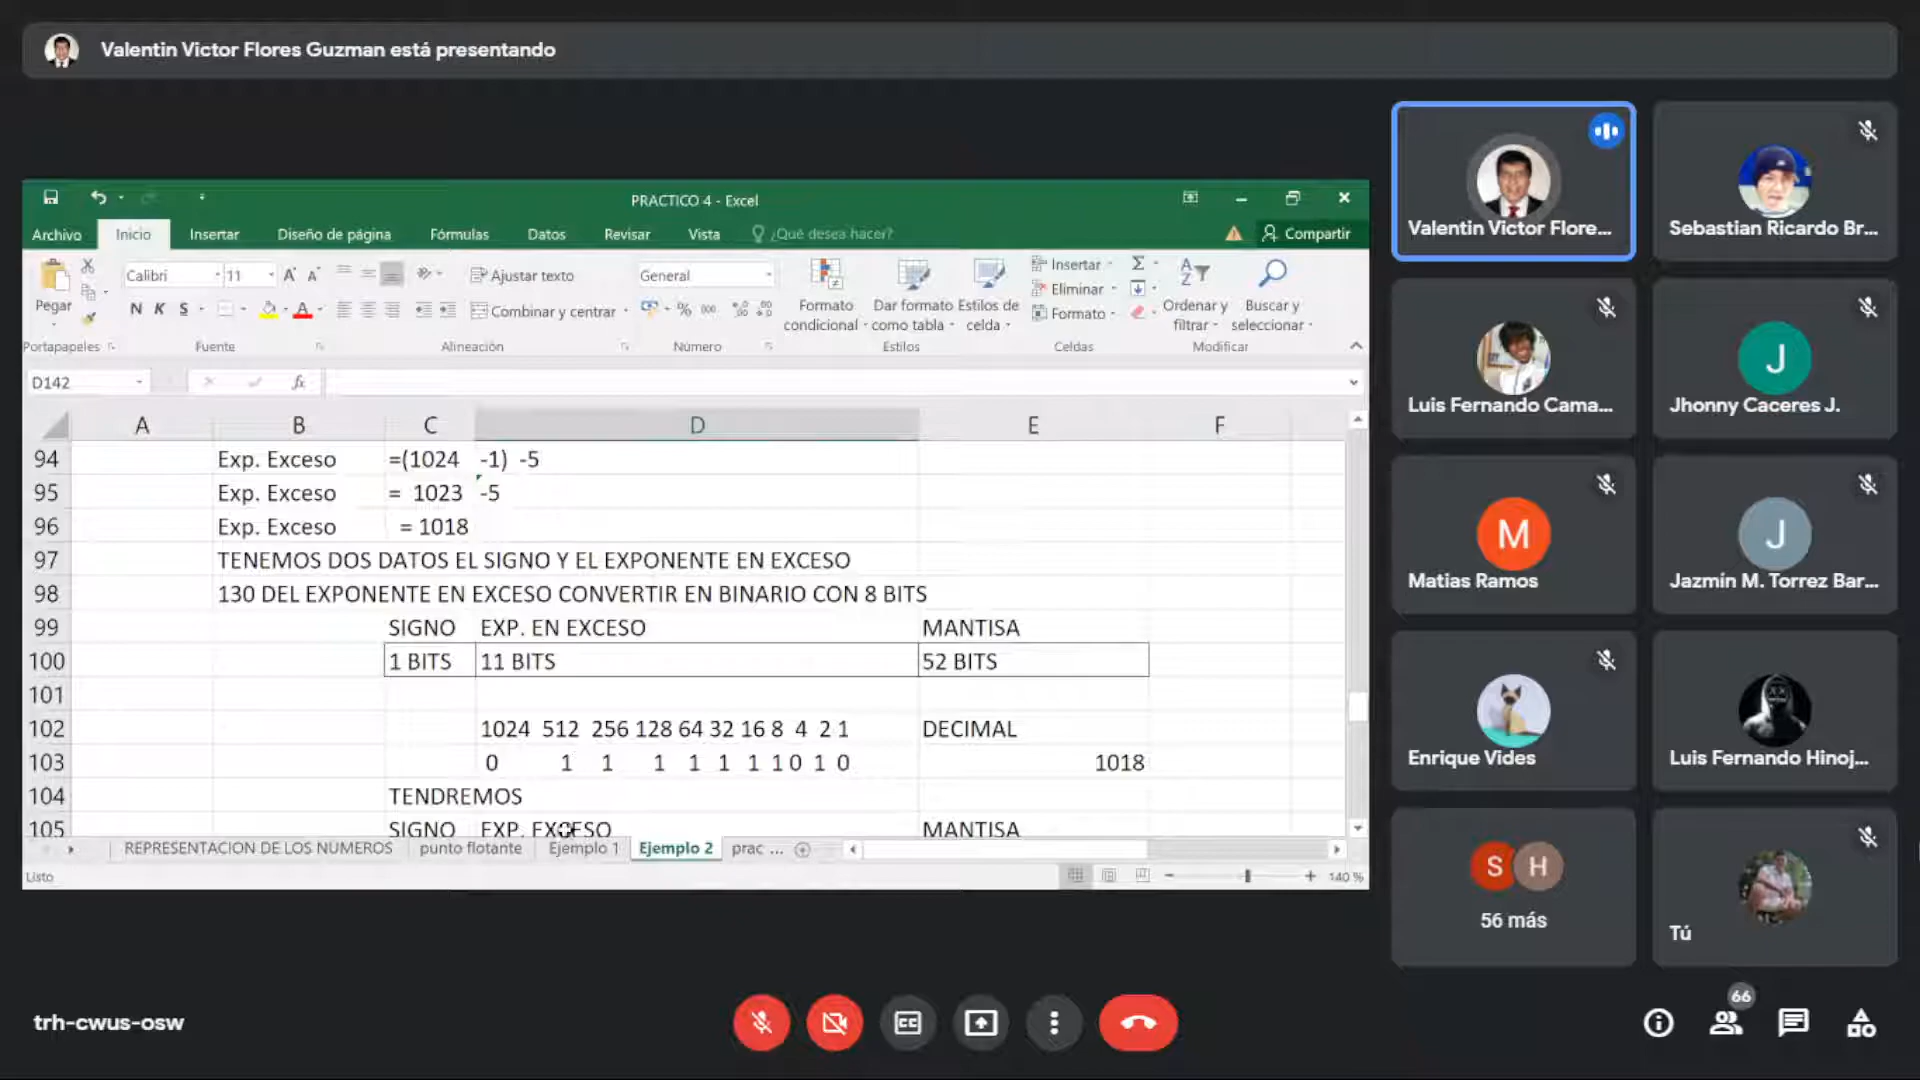 Valentin Victor Flores Guzman está presentando
PRACTICO 4 - Excel
Archivo Inicio Insertar Diseño de página Fórmulas Datos Revisar Vista ¿Qué desea hacer? Compartir
Pegar
Calibri 11
N K S
Ajustar texto
Combinar y centrar
General
% 000
Formato condicional
Dar formato como tabla
Estilos de celda
Insertar
Eliminar
Formato
Ordenar y filtrar
Buscar y seleccionar
Portapapeles Fuente Alineación Número Estilos Celdas Modificar
D142 fx
A B C D E F
94 Exp. Exceso =(1024 -1) -5
95 Exp. Exceso = 1023 -5
96 Exp. Exceso = 1018
97 TENEMOS DOS DATOS EL SIGNO Y EL EXPONENTE EN EXCESO
98 130 DEL EXPONENTE EN EXCESO CONVERTIR EN BINARIO CON 8 BITS
99 SIGNO EXP. EN EXCESO MANTISA
100 1 BITS 11 BITS 52 BITS
101
102 1024 512 256 128 64 32 16 8 4 2 1 DECIMAL
103 0 1 1 1 1 1 1 1 0 1 0 1018
104 TENDREMOS
105 SIGNO EXP. EXCESO MANTISA
REPRESENTACION DE LOS NUMEROS punto flotante Ejemplo 1 Ejemplo 2 prac ...
Listo 140 %
Valentin Victor Flore...
Sebastian Ricardo Br...
Luis Fernando Cama...
J
Jhonny Caceres J.
M
Matias Ramos
J
Jazmin M. Torrez Bar...
Enrique Vides
Luis Fernando Hinoj...
S H
56 más
Tú
trh-cwus-osw
CC
66